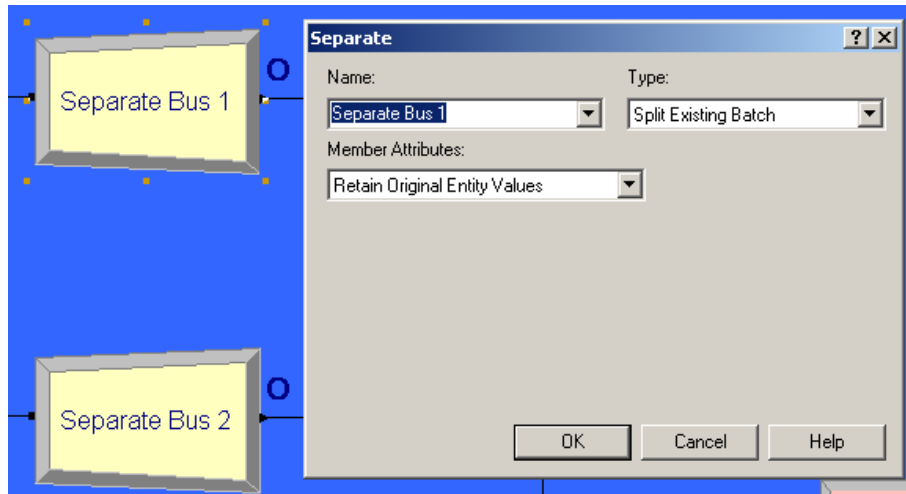 Separate Bus 1
O
Separate
? X
Name:
Type:
Separate Bus 1
Split Existing Batch
Member Attributes:
Retain Original Entity Values
Separate Bus 2
O
OK
Cancel
Help